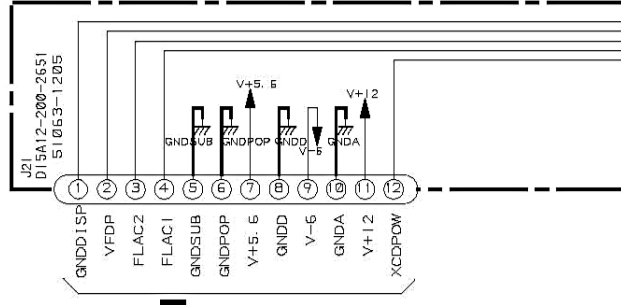 V+5.6
V+12
J21
D15A12-200-2651
51063-1205
GNDSUB
GNDPOP
GNDD
V-6
GNDA
1 2 3 4 5 6 7 8 9 10 11 12
GNDDISP
VFDP
FLAC2
FLAC1
GNDSUB
GNDPOP
V+5.6
GNDD
V-6
GNDA
V+12
XCDPOW